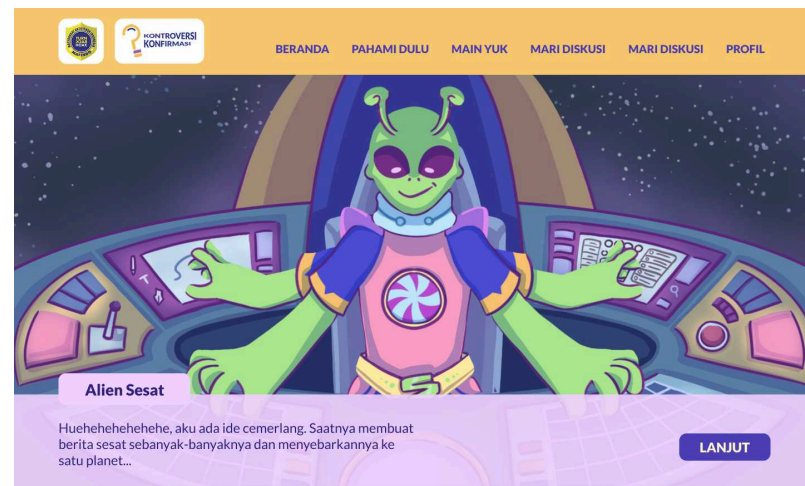 KONTROVERSI
KONFIRMASI
BERANDA PAHAMI DULU MAIN YUK MARI DISKUSI MARI DISKUSI PROFIL
Alien Sesat
Huehehehehehehe, aku ada ide cemerlang. Saatnya membuat
berita sesat sebanyak-banyaknya dan menyebarkannya ke
satu planet...
LANJUT